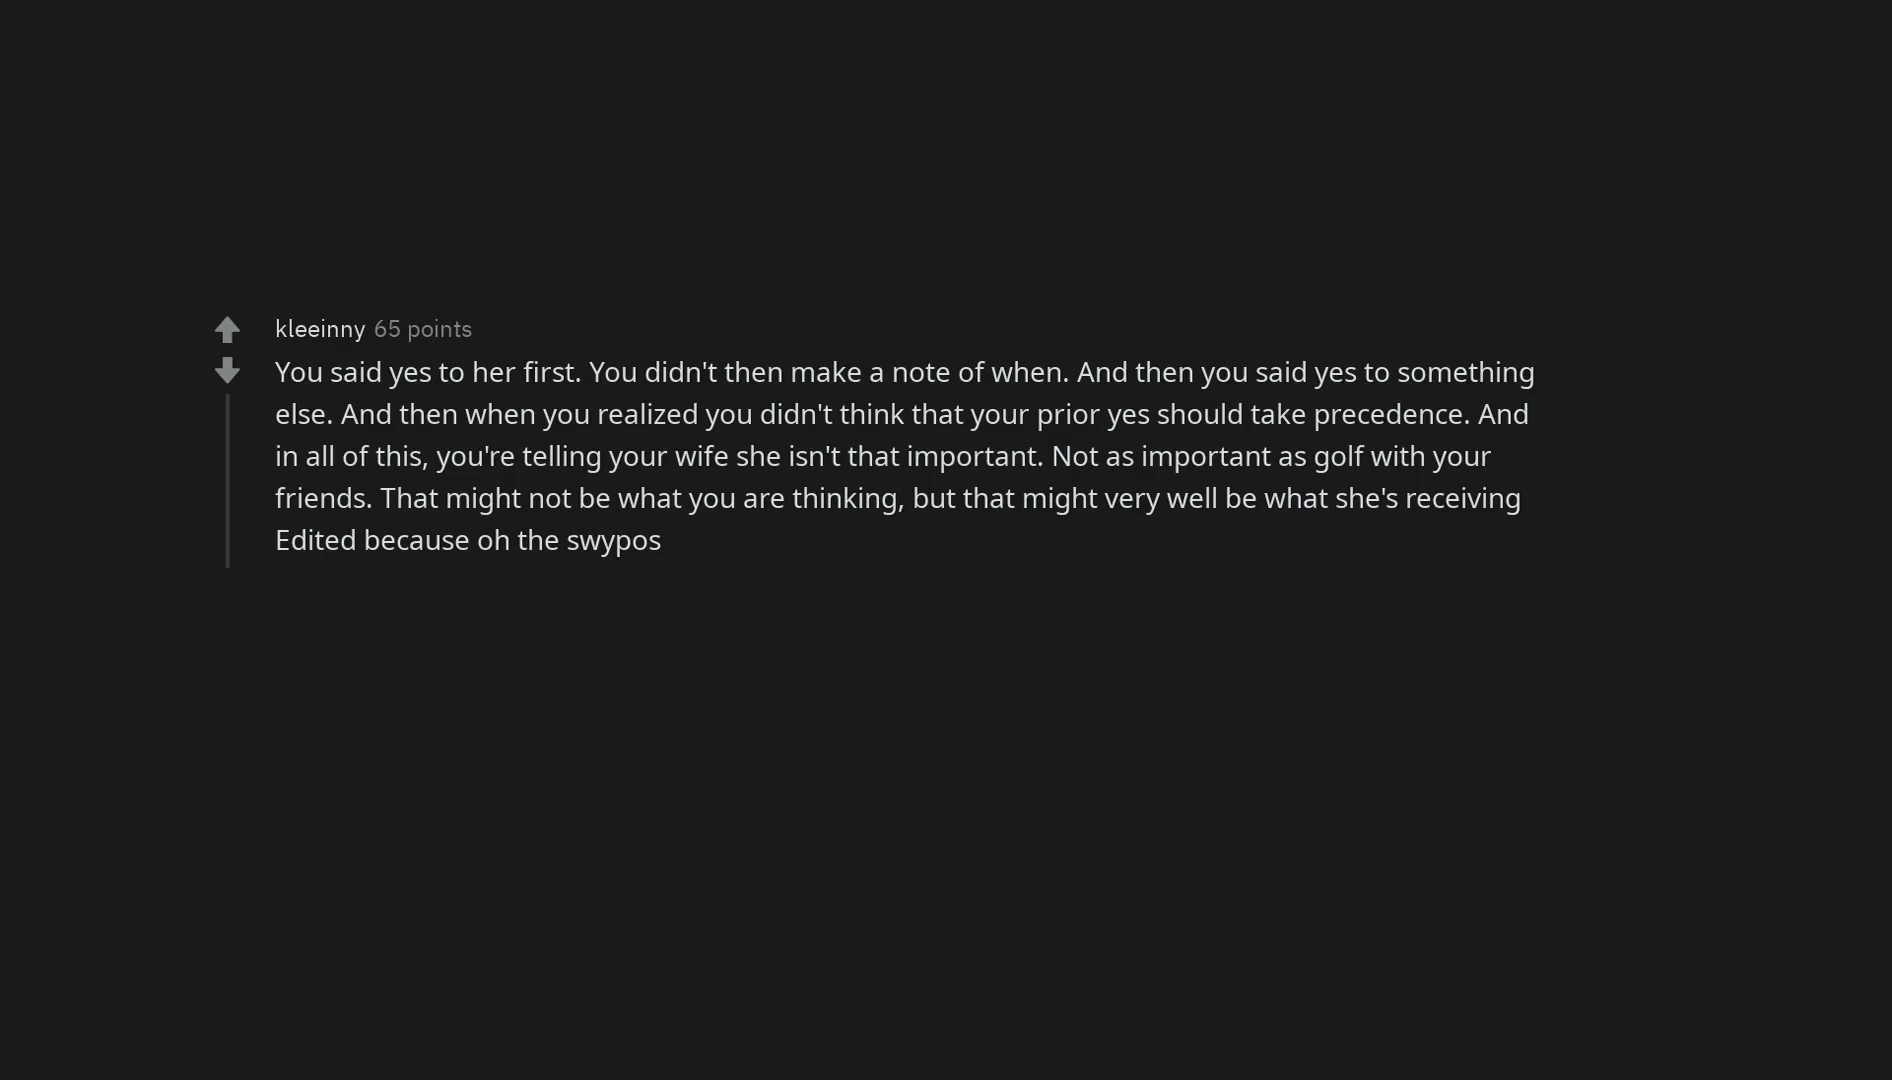 kleeinny 65 points
You said yes to her first. You didn't then make a note of when. And then you said yes to something
else. And then when you realized you didn't think that your prior yes should take precedence. And
in all of this, you're telling your wife she isn't that important. Not as important as golf with your
friends. That might not be what you are thinking, but that might very well be what she's receiving
Edited because oh the swypos